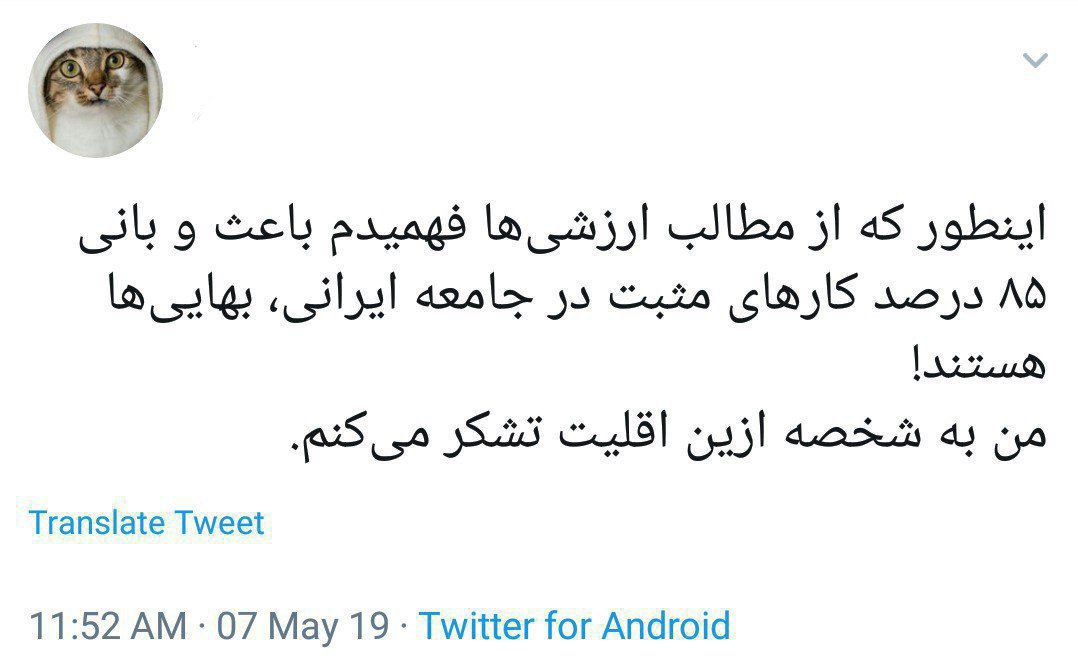 اینطور که از مطالب ارزشی‌ها فهمیدم باعث و بانی
۸۵ درصد کارهای مثبت در جامعه ایرانی، بهایی‌ها
هستند!
من به شخصه ازین اقلیت تشکر می‌کنم.
Translate Tweet
11:52 AM · 07 May 19 · Twitter for Android